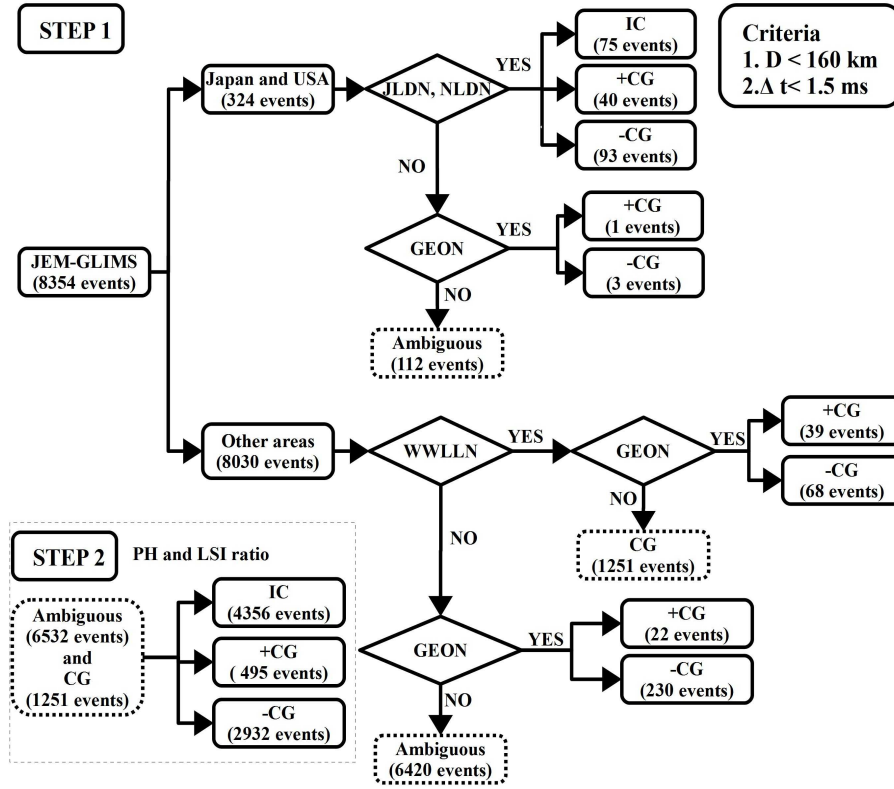 STEP 1
Criteria
1. D < 160 km
2.Δ t< 1.5 ms
JEM-GLIMS
(8354 events)
Japan and USA
(324 events)
JLDN, NLDN
YES
IC
(75 events)
+CG
(40 events)
-CG
(93 events)
NO
GEON
YES
+CG
(1 events)
-CG
(3 events)
NO
Ambiguous
(112 events)
Other areas
(8030 events)
WWLLN
YES
GEON
YES
+CG
(39 events)
-CG
(68 events)
NO
CG
(1251 events)
NO
GEON
YES
+CG
(22 events)
-CG
(230 events)
NO
Ambiguous
(6420 events)
STEP 2
PH and LSI ratio
Ambiguous
(6532 events)
and
CG
(1251 events)
IC
(4356 events)
+CG
( 495 events)
-CG
(2932 events)